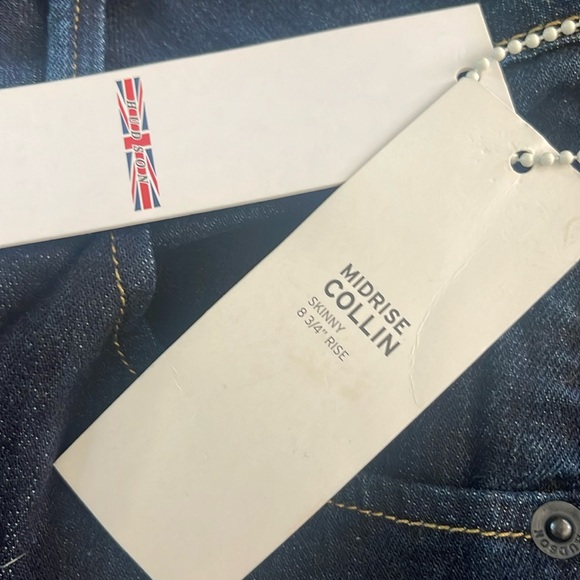 HUDSON
MIDRISE
COLLIN
SKINNY
8 3/4" RISE
HUDSON